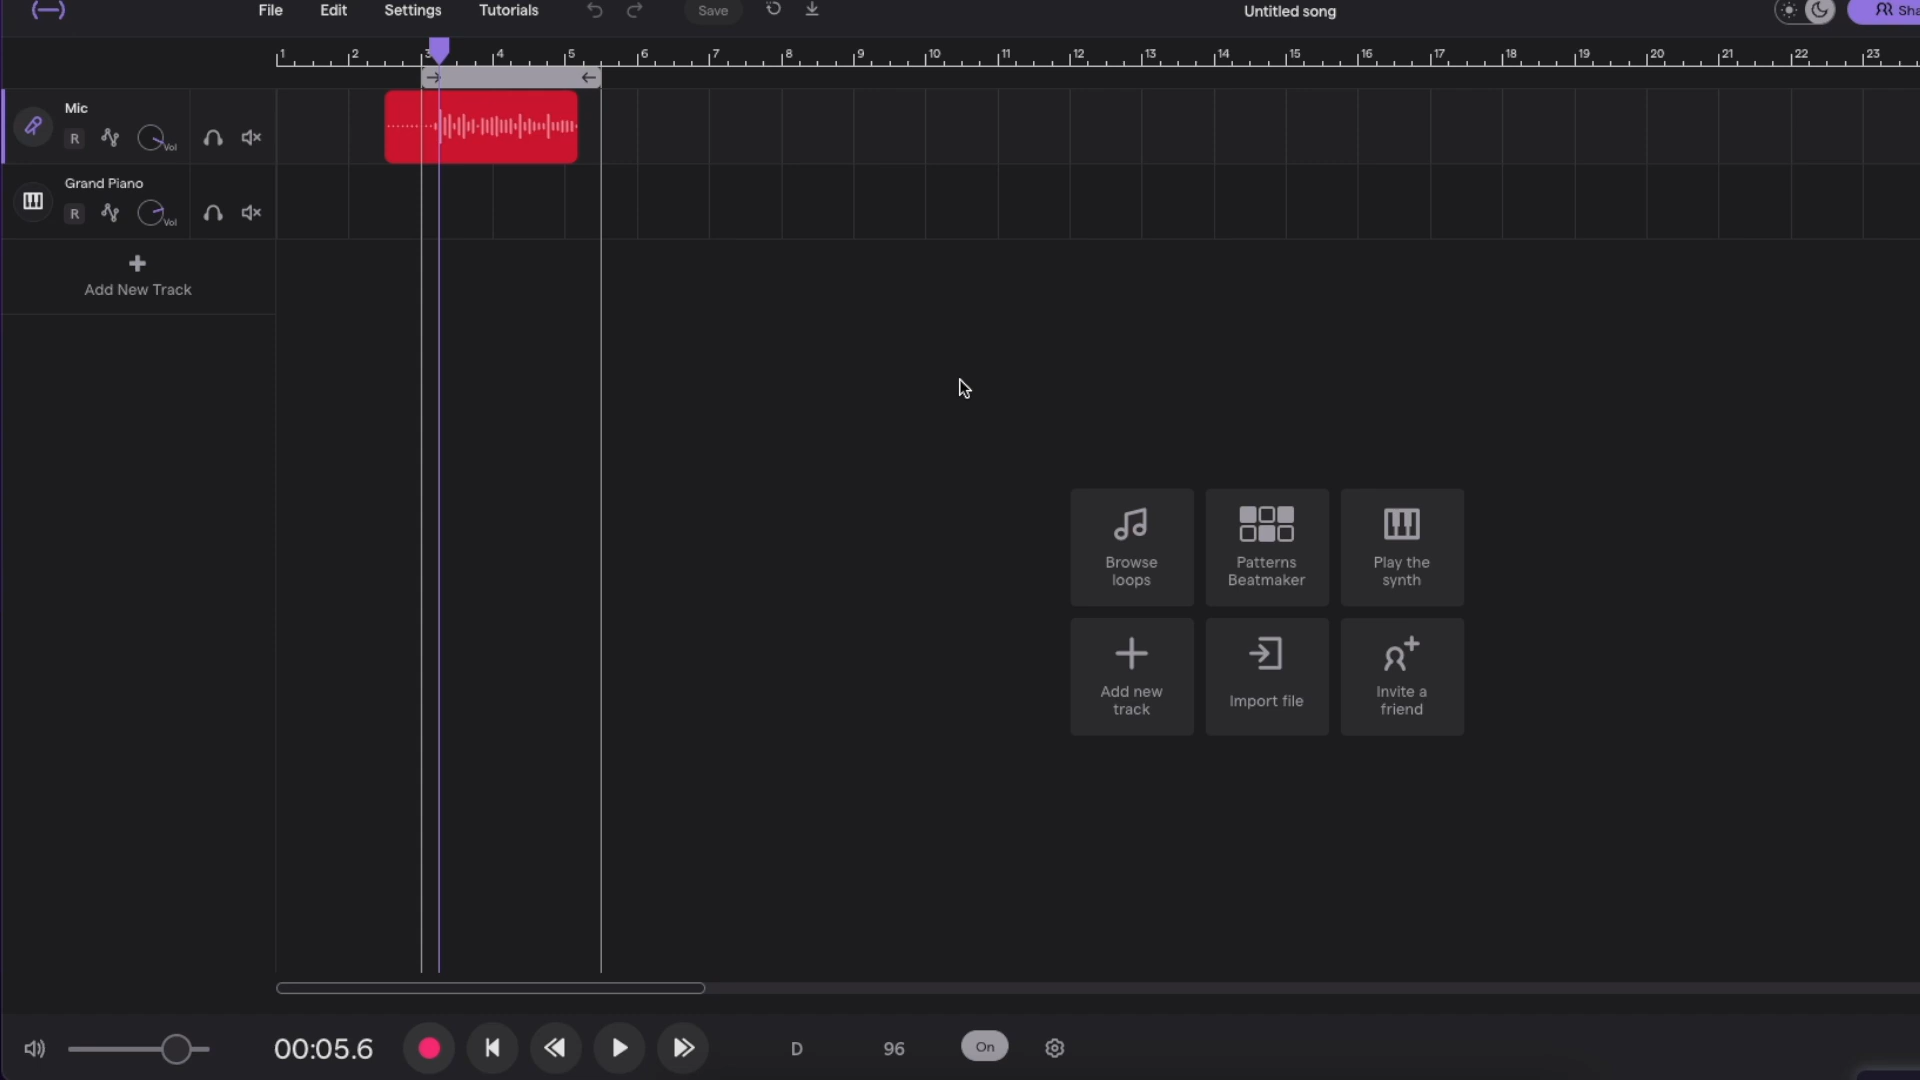 File Edit Settings Tutorials Save Untitled song
1 2 3 4 5 6 7 8 9 10 11 12 13 14 15 16 17 18 19 20 21 22 23
Mic
R Vol
Grand Piano
R Vol
Add New Track
Browse
loops
Patterns
Beatmaker
Play the
synth
Add new
track
Import file
Invite a
friend
00:05.6 D 96 On